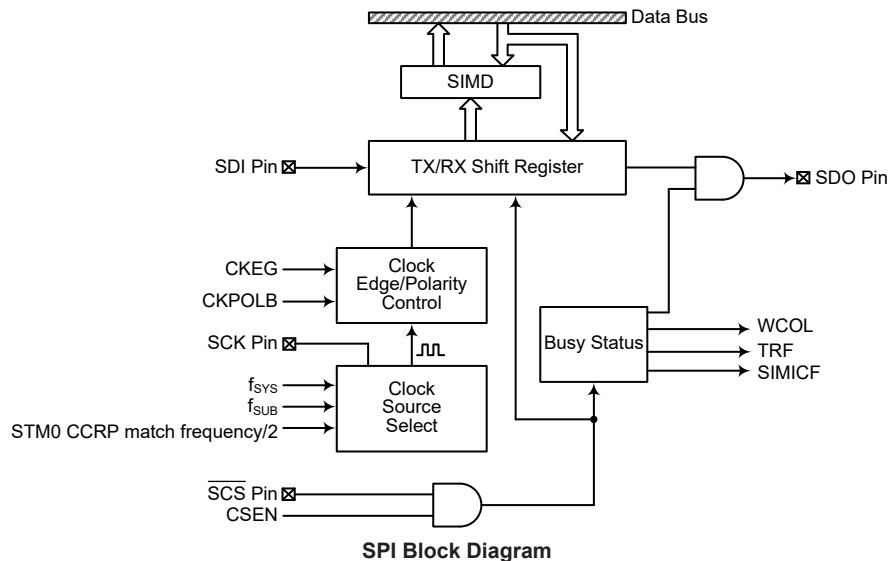 Data Bus
SIMD
SDI Pin
TX/RX Shift Register
SDO Pin
CKEG
CKPOLB
Clock
Edge/Polarity
Control
SCK Pin
Busy Status
WCOL
TRF
SIMICF
fSYS
fSUB
STM0 CCRP match frequency/2
Clock
Source
Select
SCS Pin
CSEN
SPI Block Diagram